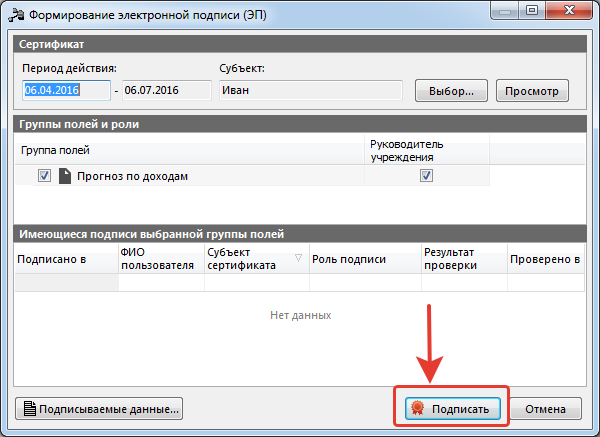 Формирование электронной подписи (ЭП)
Сертификат
Период действия: Субъект:
06.04.2016 - 06.07.2016 Иван Выбор... Просмотр
Группы полей и роли
Группа полей Руководитель учреждения
Прогноз по доходам
Имеющиеся подписи выбранной группы полей
Подписано в ФИО пользователя Субъект сертификата Роль подписи Результат проверки Проверено в
Нет данных
Подписываемые данные... Подписать Отмена